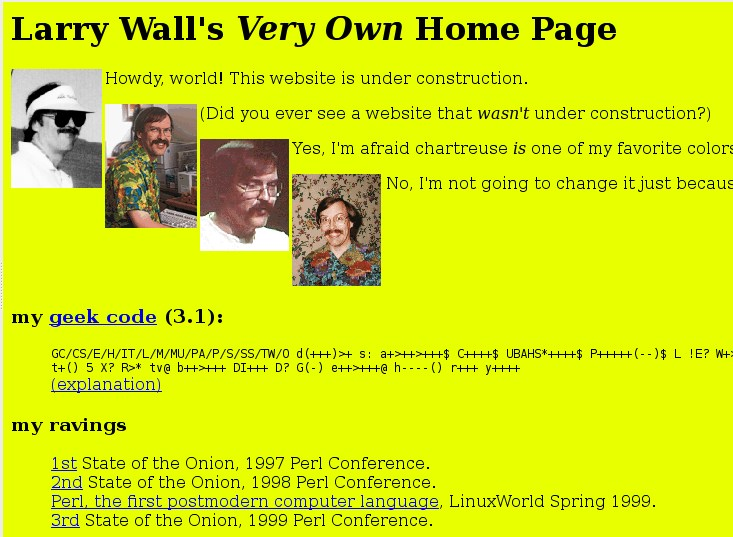 Larry Wall's Very Own Home Page
Howdy, world! This website is under construction.
(Did you ever see a website that wasn't under construction?)
Yes, I'm afraid chartreuse is one of my favorite colors
No, I'm not going to change it just becaus
my geek code (3.1):
GC/CS/E/H/IT/L/M/MU/PA/P/S/SS/TW/O d(+++)>+ s: a+>++>+++$ C++++$ UBAHS*++++$ P+++++(--)$ L !E? W+>
t+() 5 X? R>* tv@ b++>+++ DI+++ D? G(-) e++>+++@ h----() r+++ y++++
(explanation)
my ravings
1st State of the Onion, 1997 Perl Conference.
2nd State of the Onion, 1998 Perl Conference.
Perl, the first postmodern computer language, LinuxWorld Spring 1999.
3rd State of the Onion, 1999 Perl Conference.